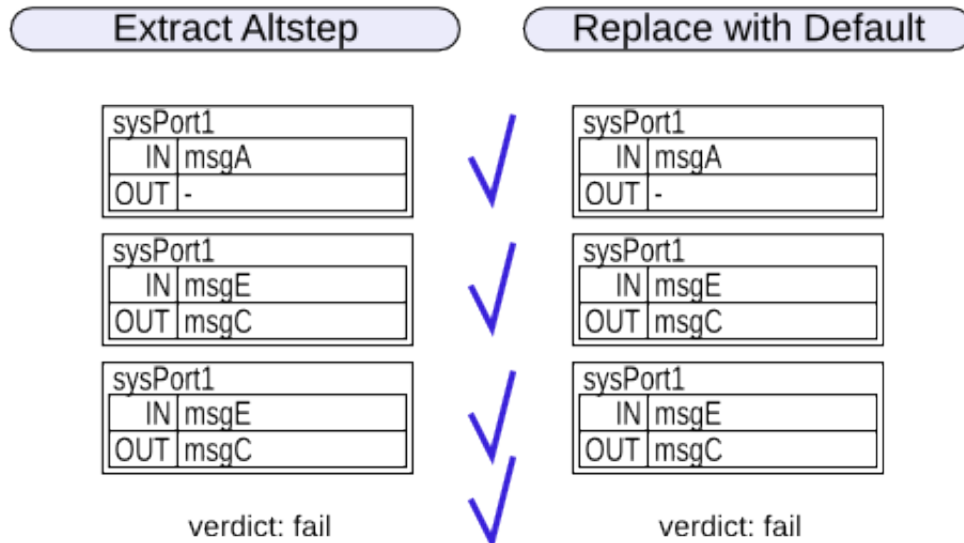 Extract Altstep Replace with Default
sysPort1 sysPort1
IN msgA IN msgA
OUT - OUT -
sysPort1 sysPort1
IN msgE IN msgE
OUT msgC OUT msgC
sysPort1 sysPort1
IN msgE IN msgE
OUT msgC OUT msgC
verdict: fail verdict: fail